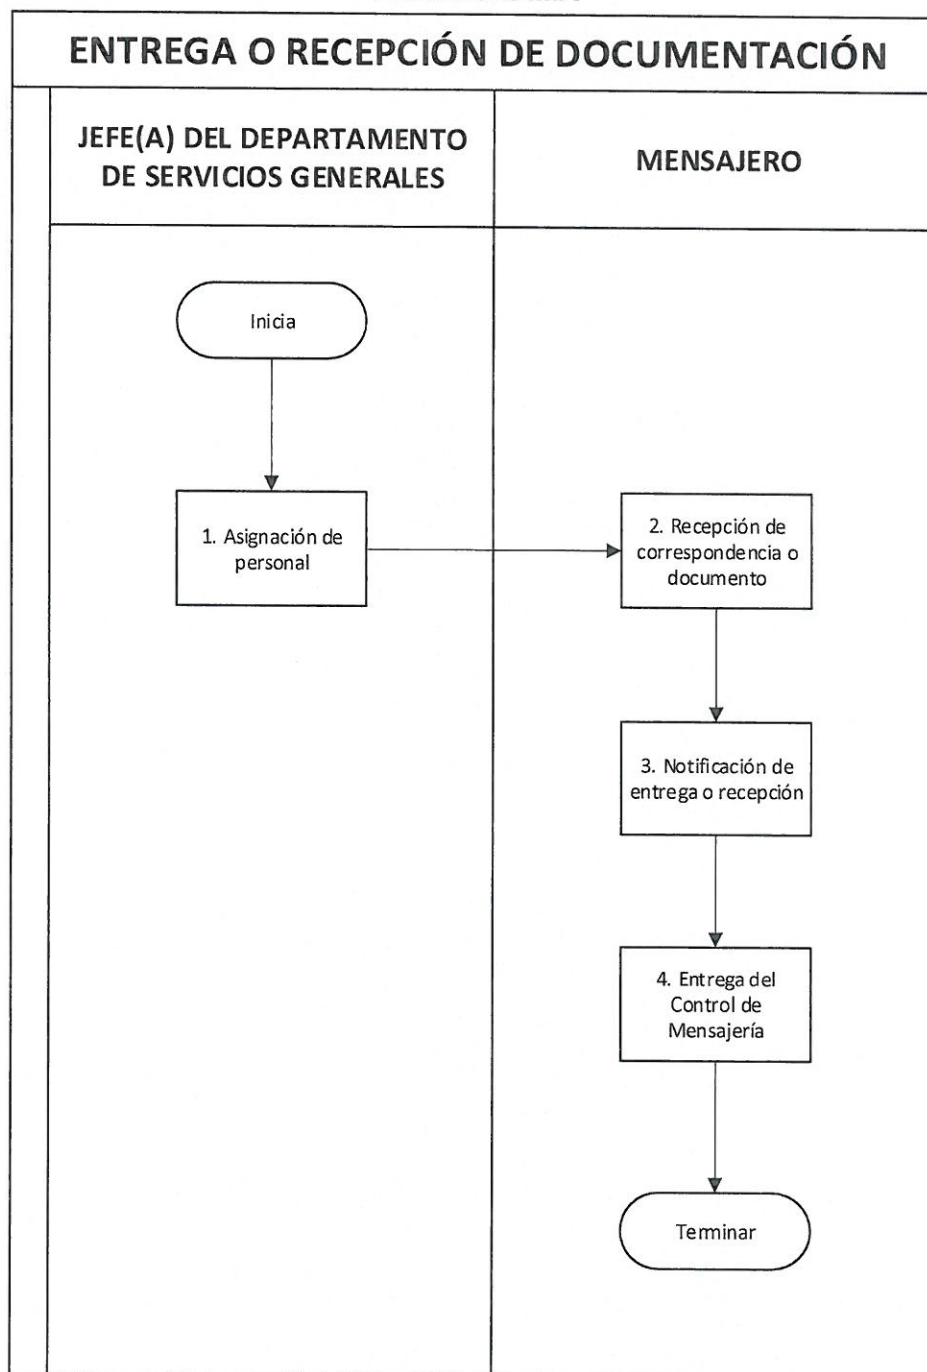 ENTREGA O RECEPCIÓN DE DOCUMENTACIÓN
JEFE(A) DEL DEPARTAMENTO
DE SERVICIOS GENERALES
MENSAJERO
Inicia
1. Asignación de
personal
2. Recepción de
correspondencia o
documento
3. Notificación de
entrega o recepción
4. Entrega del
Control de
Mensajería
Terminar